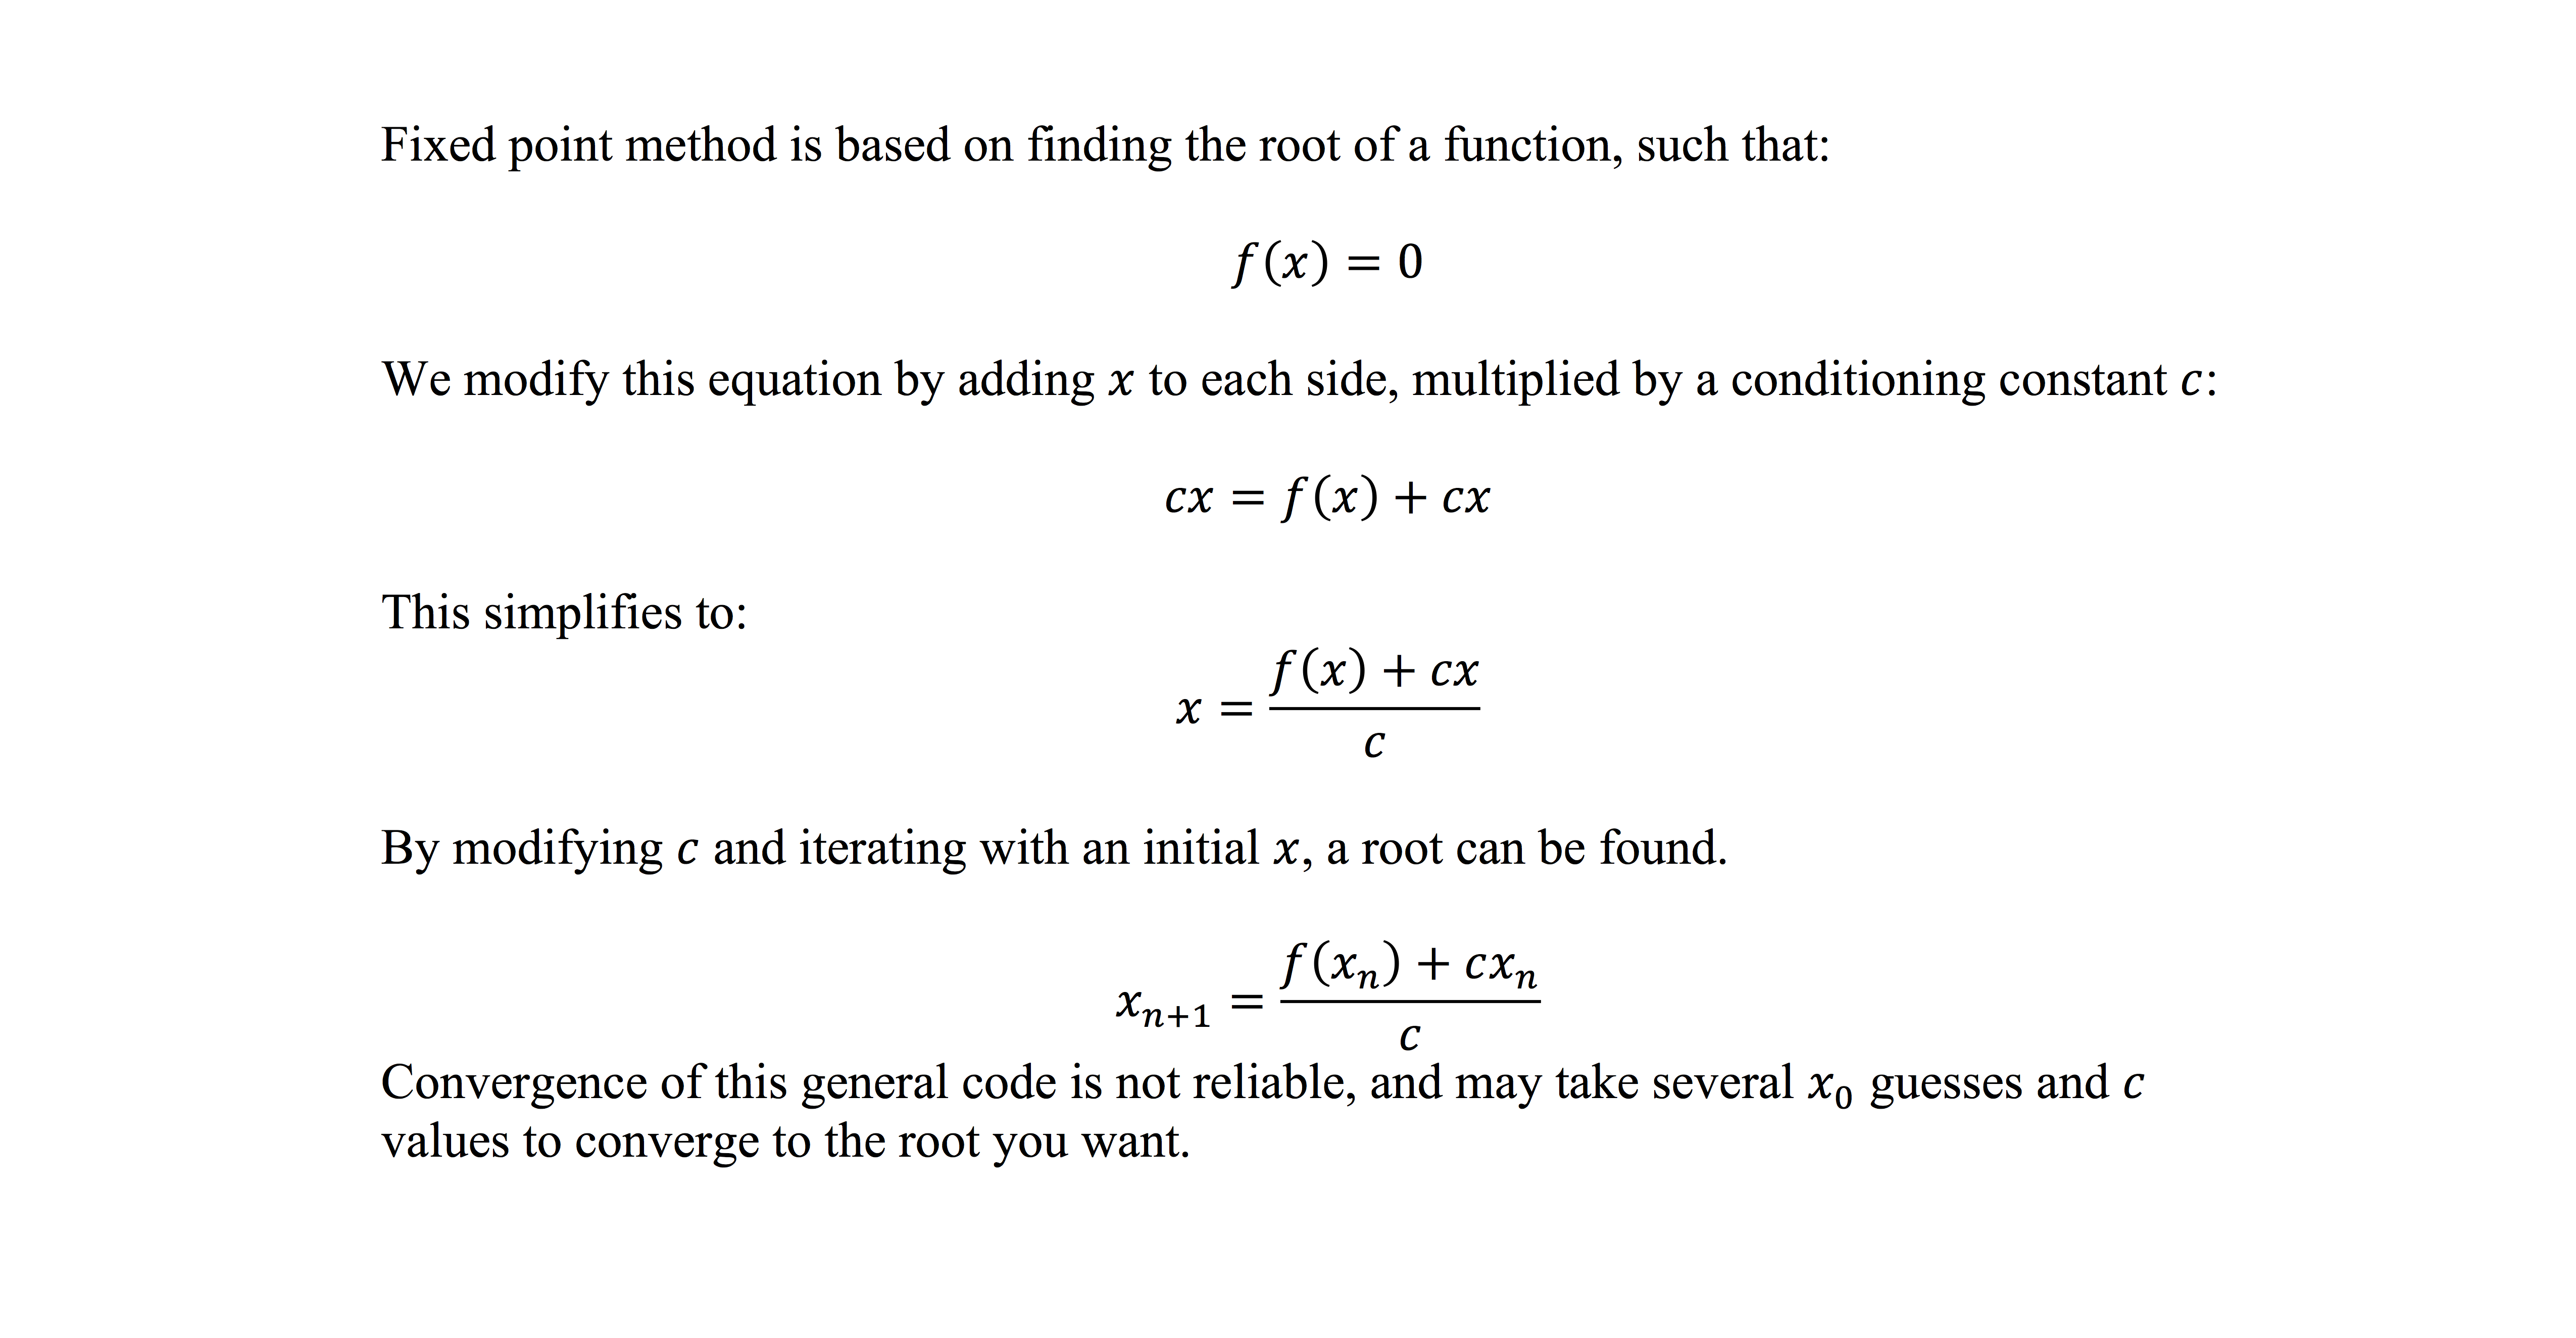 Fixed point method is based on finding the root of a function, such that:
f(x) = 0
We modify this equation by adding x to each side, multiplied by a conditioning constant c:
cx = f(x) + cx
This simplifies to:
x = \frac{f(x) + cx}{c}
By modifying c and iterating with an initial x, a root can be found.
x_{n+1} = \frac{f(x_n) + cx_n}{c}
Convergence of this general code is not reliable, and may take several x_0 guesses and c
values to converge to the root you want.